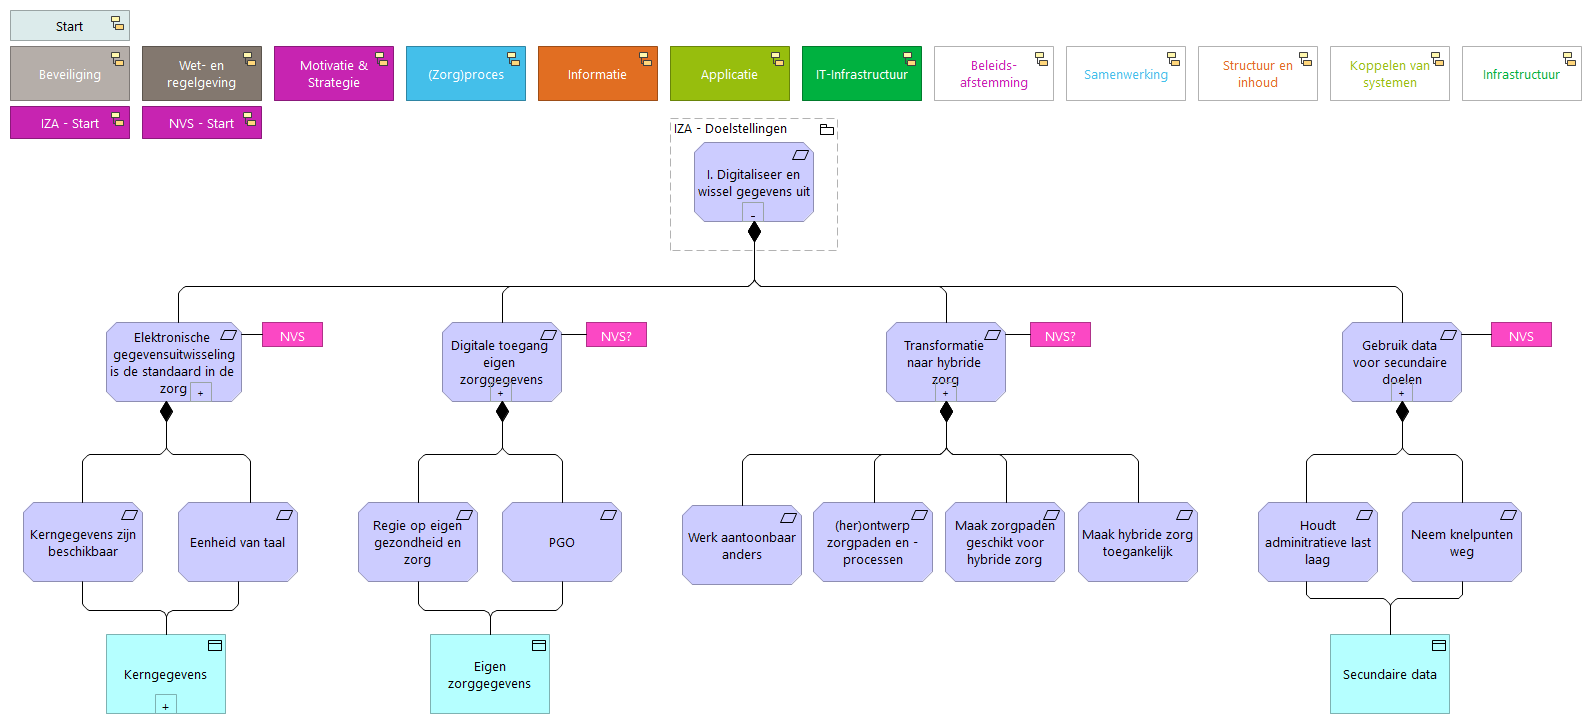 Start
Beveiliging
Wet- en
regelgeving
Motivatie &
Strategie
(Zorg)proces
Informatie
Applicatie
IT-Infrastructuur
Beleids-
afstemming
Samenwerking
Structuur en
inhoud
Koppelen van
systemen
Infrastructuur
IZA - Start
NVS - Start
IZA - Doelstellingen
I. Digitaliseer en
wissel gegevens uit
-
Elektronische
gegevensuitwisseling
is de standaard in de
zorg
+
NVS
Digitale toegang
eigen
zorggegevens
+
NVS?
Transformatie
naar hybride
zorg
+
NVS?
Gebruik data
voor secundaire
doelen
+
NVS
Kerngegevens zijn
beschikbaar
Eenheid van taal
Regie op eigen
gezondheid en
zorg
PGO
Werk aantoonbaar
anders
(her)ontwerp
zorgpaden en -
processen
Maak zorgpaden
geschikt voor
hybride zorg
Maak hybride zorg
toegankelijk
Houdt
adminitratieve last
laag
Neem knelpunten
weg
Kerngegevens
+
Eigen
zorggegevens
Secundaire data